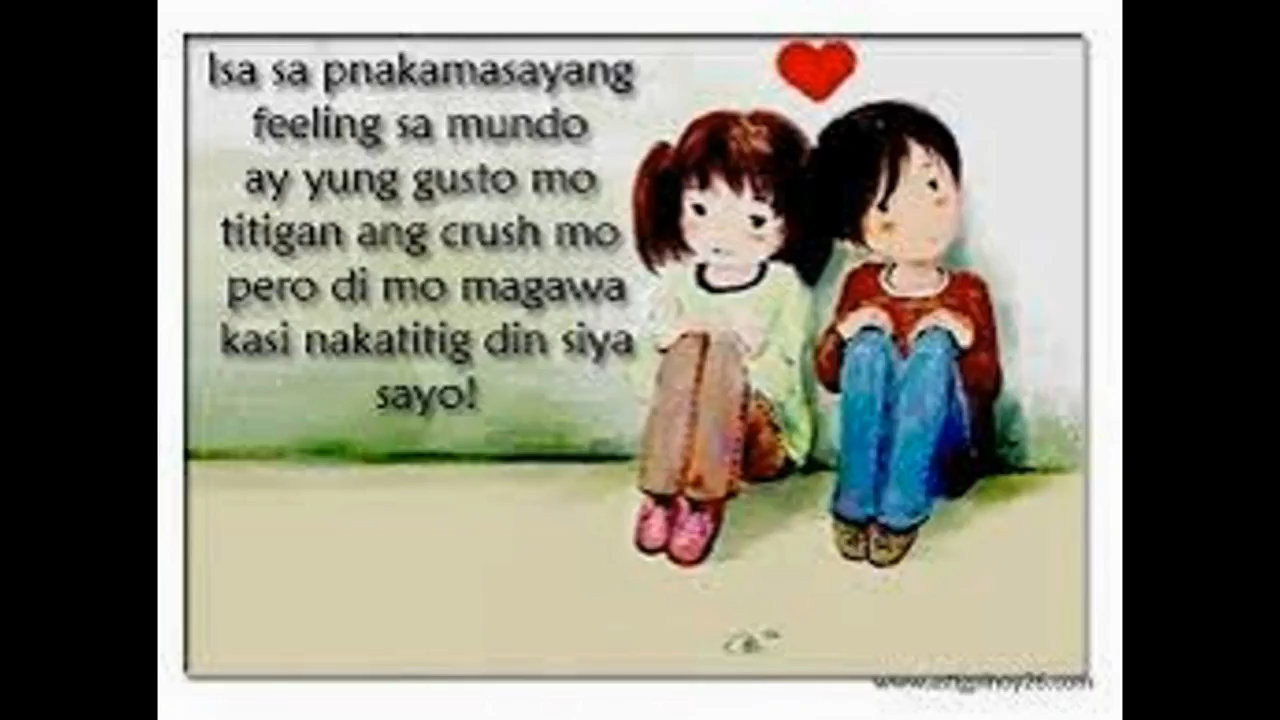 Isa sa pnakamasayang
feeling sa mundo
ay yung gusto mo
titigan ang crush mo
pero di mo magawa
kasi nakatitig din siya
sayo!